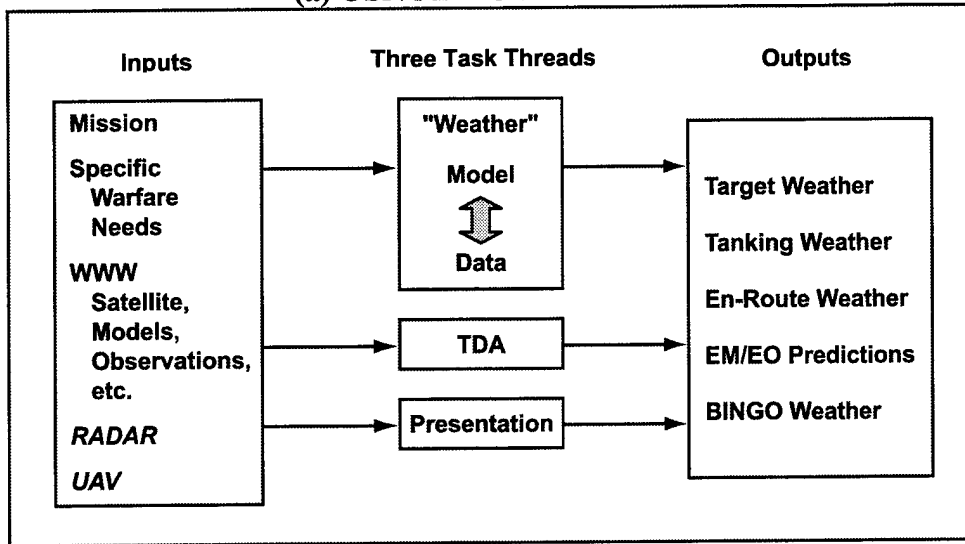 (a)
Inputs
Three Task Threads
Outputs
Mission
Specific
Warfare
Needs
WWW
Satellite,
Models,
Observations,
etc.
RADAR
UAV
"Weather"
Model
Data
TDA
Presentation
Target Weather
Tanking Weather
En-Route Weather
EM/EO Predictions
BINGO Weather